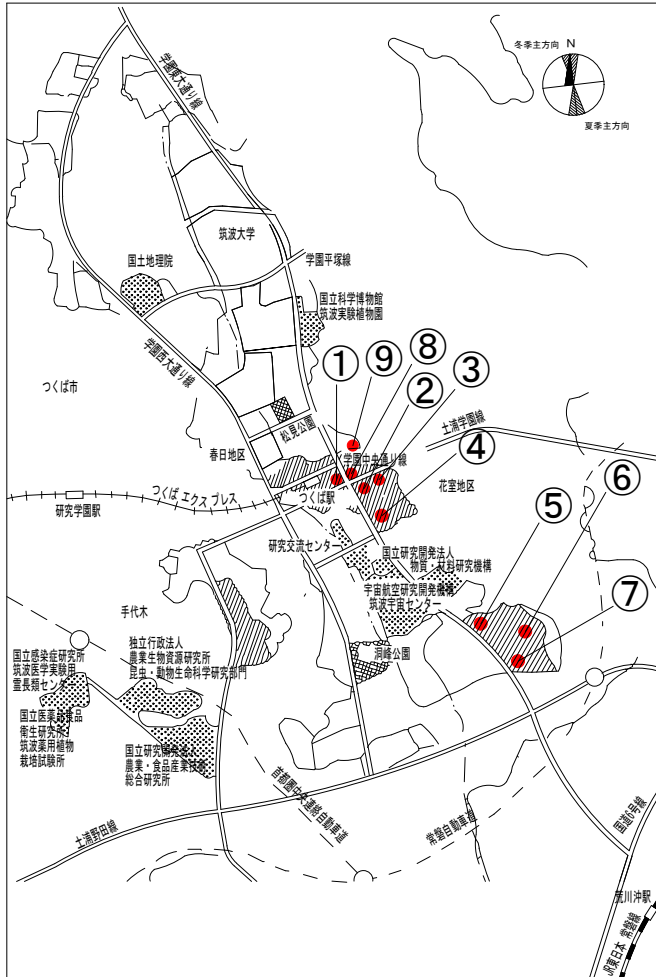 冬季主方向
N
夏季主方向
学園東大通り線
筑波大学
国土地理院
学園平塚線
国立科学博物館
筑波実験植物園
学園西大通り線
つくば市
①
⑨
⑧
②
③
松見公園
春日地区
学園中央通り線
土浦学園線
④
つくばエクスプレス
つくば駅
花室地区
研究学園駅
⑤
⑥
研究交流センター
国立研究開発法人
物質・材料研究機構
宇宙航空研究開発機構
筑波宇宙センター
⑦
手代木
洞峰公園
国立感染症研究所
筑波医学実験用
霊長類センター
独立行政法人
農業生物資源研究所
昆虫・動物生命科学研究部門
国立医薬品食品
衛生研究所
筑波薬用植物
栽培試験所
国立研究開発法人
農業・食品産業技術
総合研究所
首都圏中央連絡自動車道
常磐自動車道
土浦野田線
国道6号線
荒川沖駅
JR東日本 常磐線